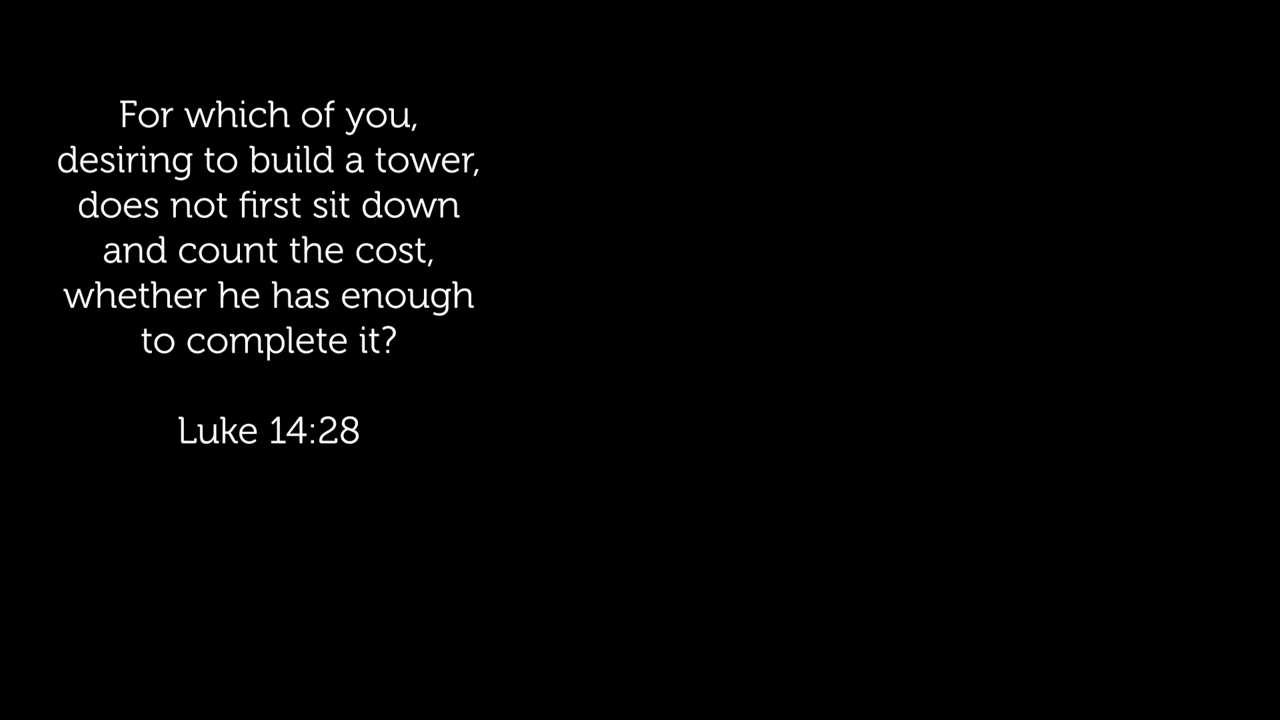 For which of you,
desiring to build a tower,
does not first sit down
and count the cost,
whether he has enough
to complete it?
Luke 14:28